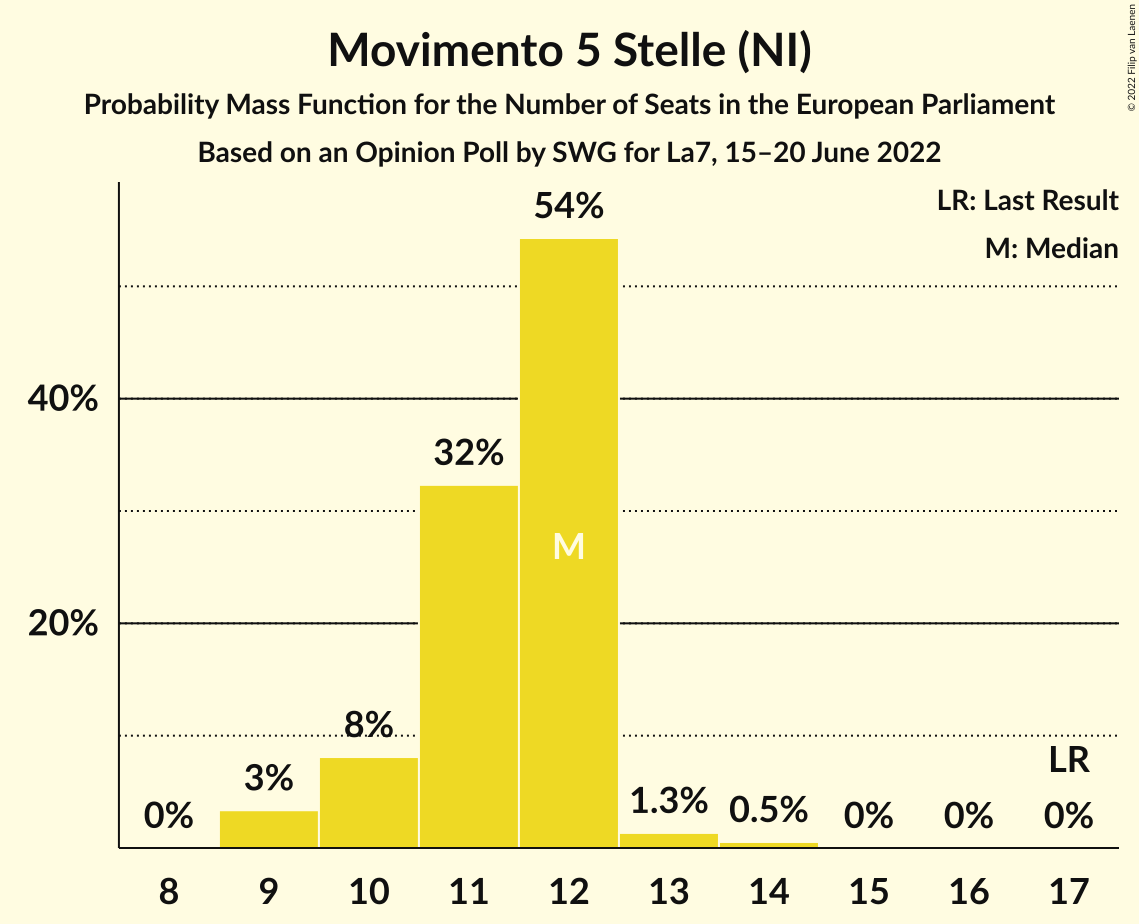 Movimento 5 Stelle (NI)
Probability Mass Function for the Number of Seats in the European Parliament
Based on an Opinion Poll by SWG for La7, 15–20 June 2022
© 2022 Filip van Laenen
LR: Last Result
M: Median
54%
40%
32%
M
20%
8%
3%
0%
1.3%
0.5%
0%
0%
LR
0%
8 9 10 11 12 13 14 15 16 17